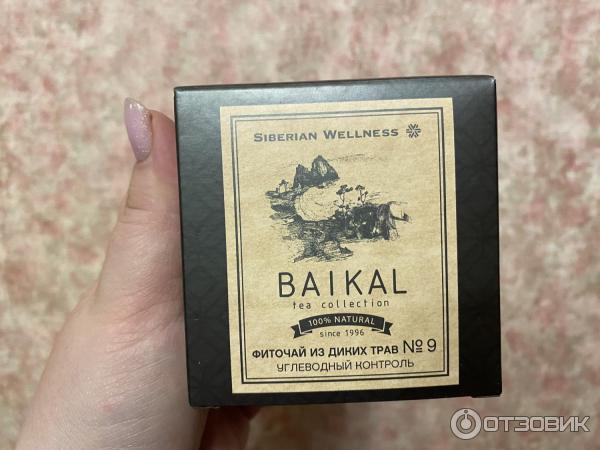 SIBERIAN WELLNESS
BAIKAL
tea collection
100% NATURAL
since 1996
ФИТОЧАЙ ИЗ ДИКИХ ТРАВ № 9
УГЛЕВОДНЫЙ КОНТРОЛЬ
ОТЗОВИК